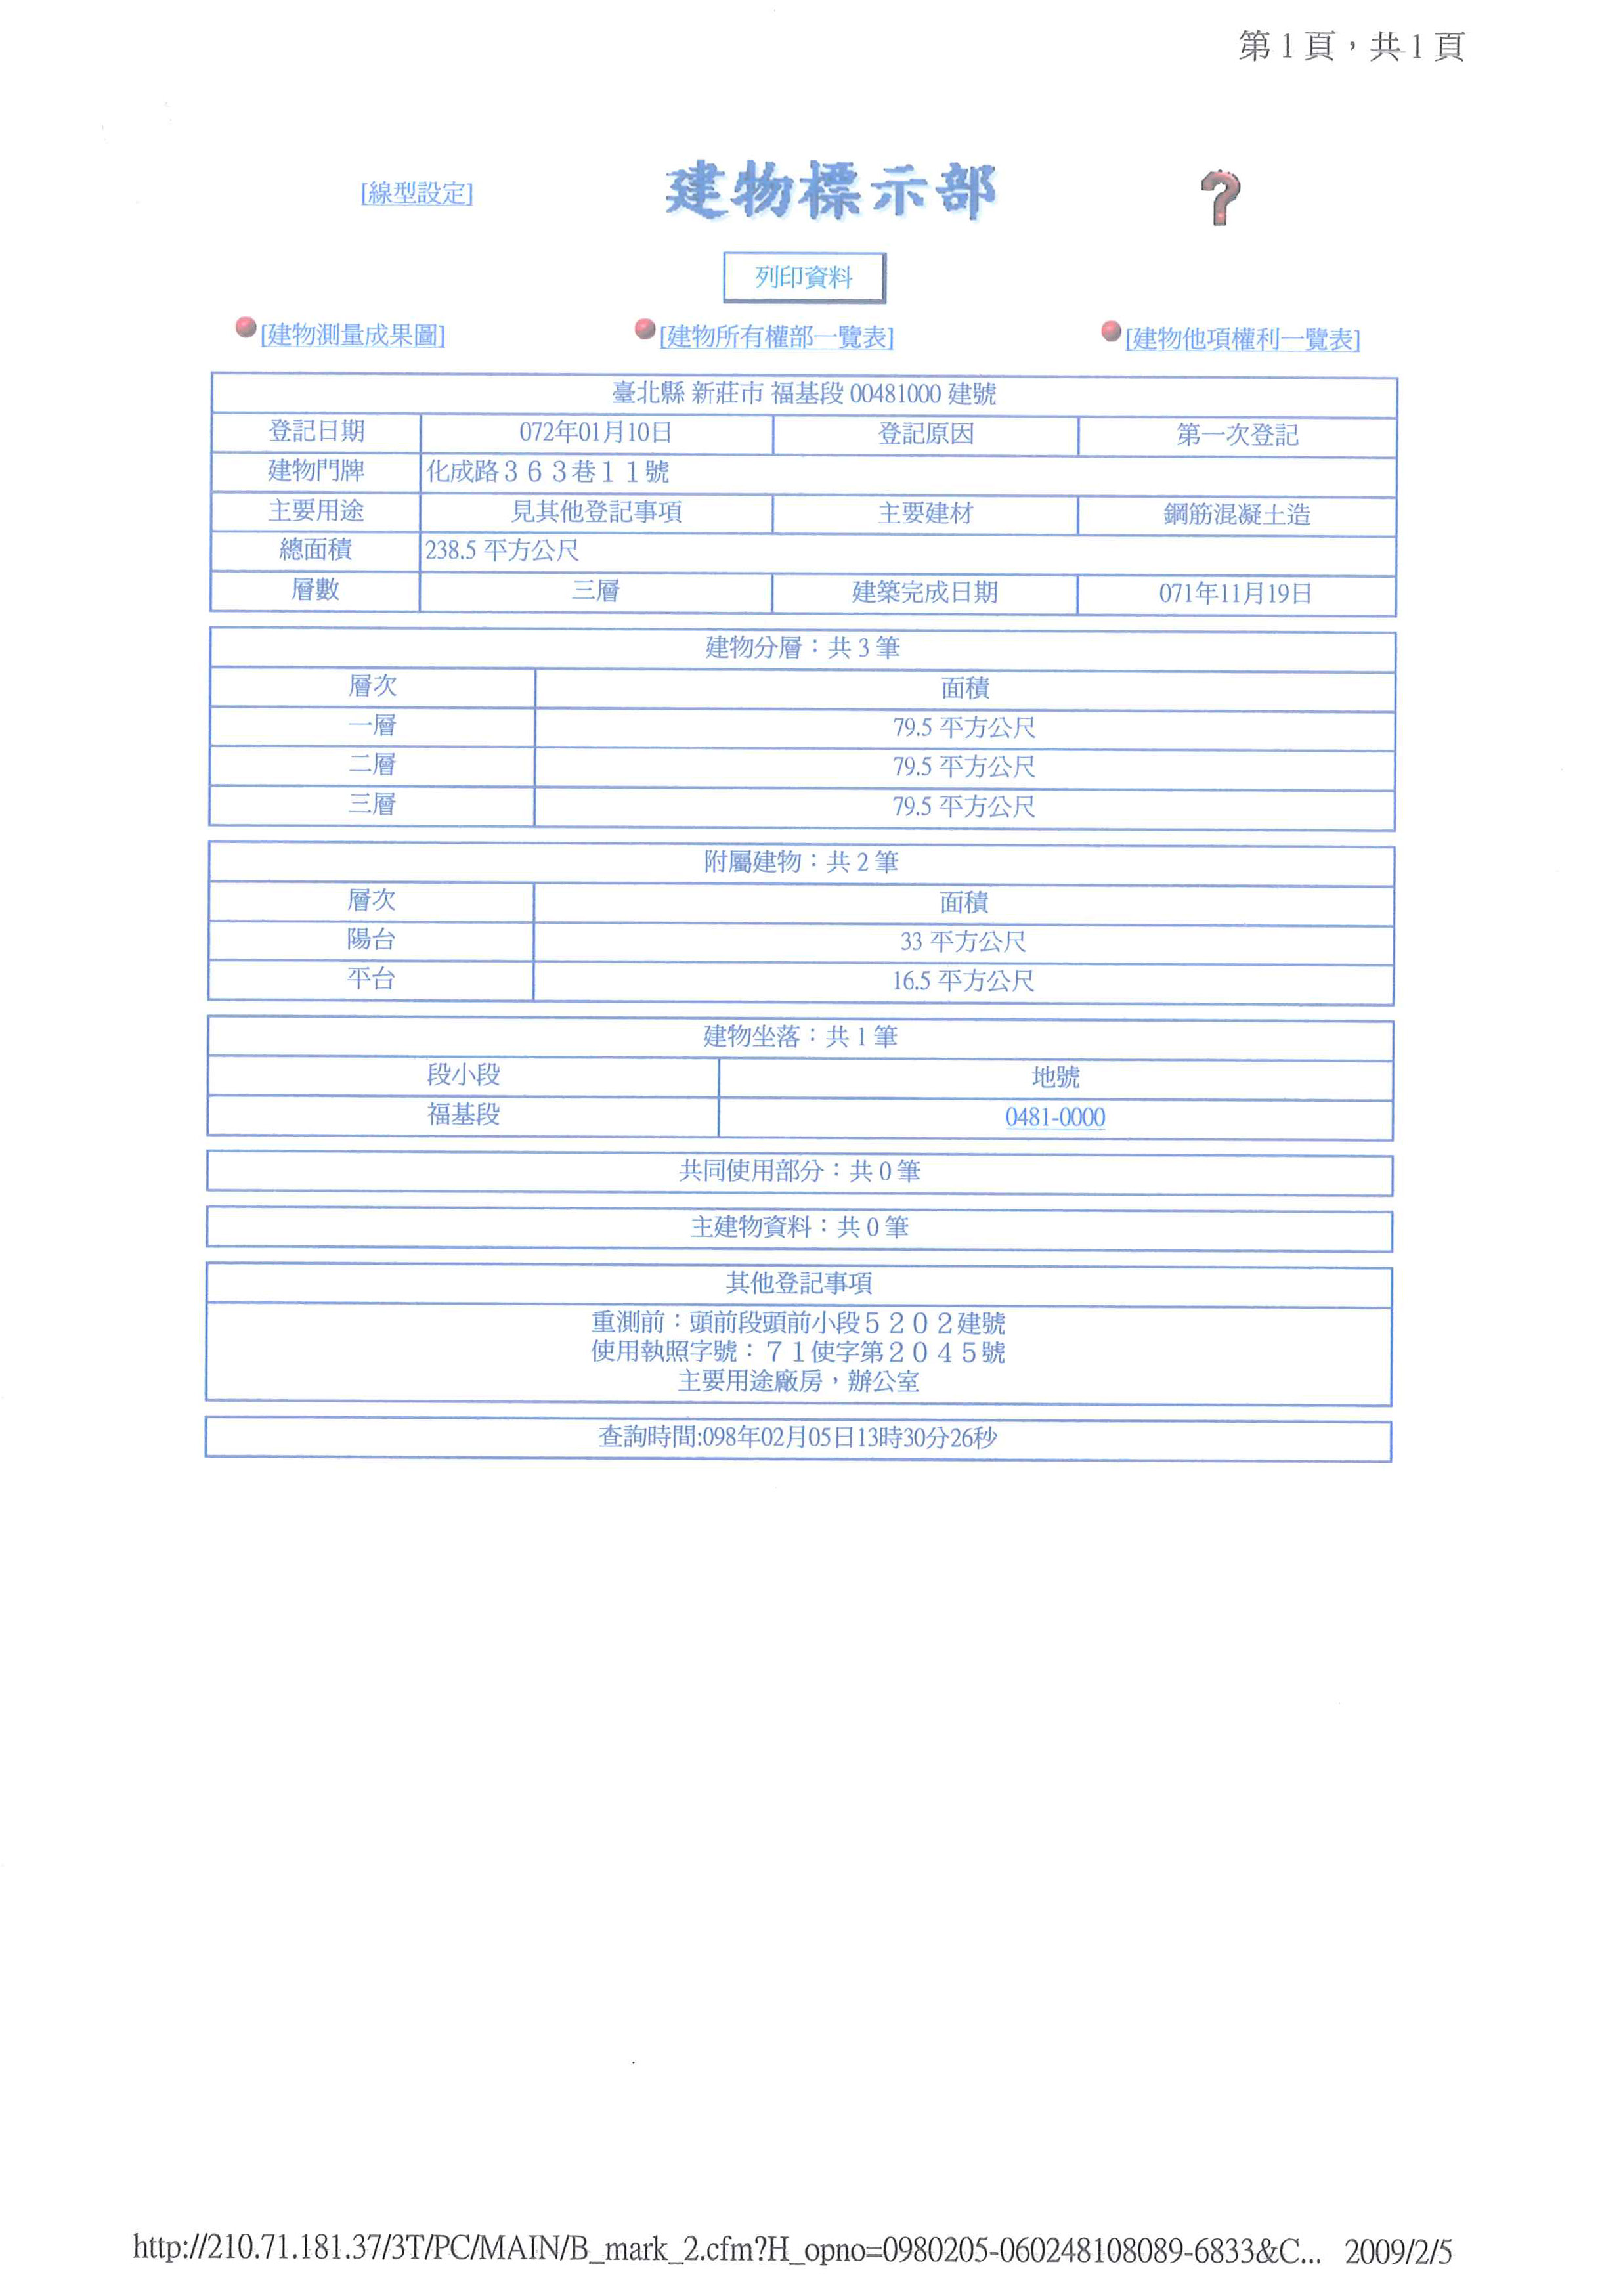 第1頁，共1頁
[線型設定]
建物標示部
?
列印資料
[建物測量成果圖] [建物所有權部一覽表] [建物他項權利一覽表]
臺北縣 新莊市 福基段 00481000 建號
登記日期 072年01月10日 登記原因 第一次登記
建物門牌 化成路３６３巷１１號
主要用途 見其他登記事項 主要建材 鋼筋混凝土造
總面積 238.5 平方公尺
層數 三層 建築完成日期 071年11月19日
建物分層：共 3 筆
層次 面積
一層 79.5 平方公尺
二層 79.5 平方公尺
三層 79.5 平方公尺
附屬建物：共 2 筆
層次 面積
陽台 33 平方公尺
平台 16.5 平方公尺
建物坐落：共 1 筆
段小段 地號
福基段 0481-0000
共同使用部分：共 0 筆
主建物資料：共 0 筆
其他登記事項
重測前：頭前段頭前小段５２０２建號
使用執照字號：７１使字第２０４５號
主要用途廠房，辦公室
查詢時間:098年02月05日13時30分26秒
http://210.71.181.37/3T/PC/MAIN/B_mark_2.cfm?H_opno=0980205-060248108089-6833&C... 2009/2/5